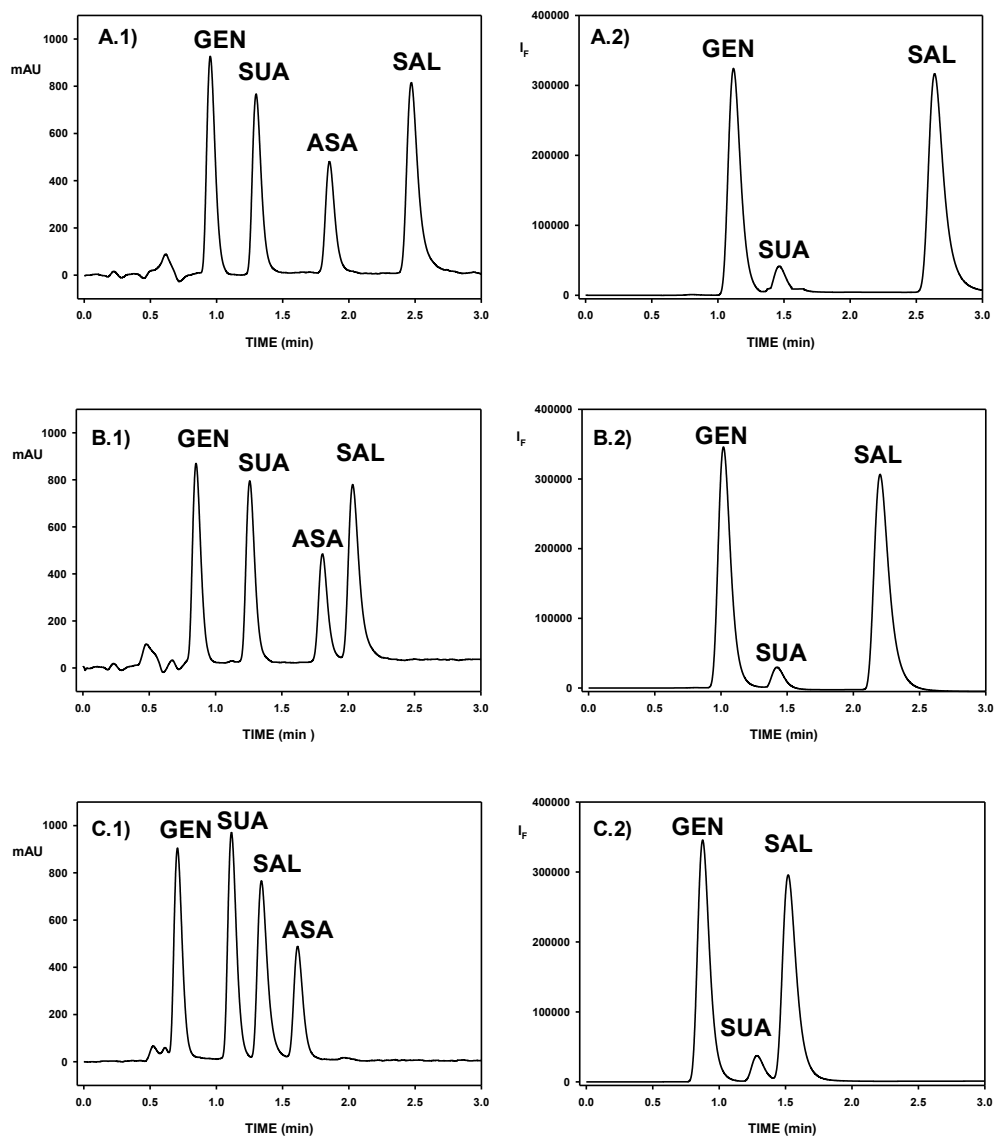 A.1)
mAU
1000
800
600
400
200
0
GEN
SUA
ASA
SAL
0.0 0.5 1.0 1.5 2.0 2.5 3.0
TIME (min)
A.2)
I_F
400000
300000
200000
100000
0
GEN
SUA
SAL
0.0 0.5 1.0 1.5 2.0 2.5 3.0
TIME (min)
B.1)
mAU
1000
800
600
400
200
0
GEN
SUA
ASA
SAL
0.0 0.5 1.0 1.5 2.0 2.5 3.0
TIME (min )
B.2)
I_F
400000
300000
200000
100000
0
GEN
SUA
SAL
0.0 0.5 1.0 1.5 2.0 2.5 3.0
TIME (min)
C.1)
mAU
1000
800
600
400
200
0
GEN
SUA
SAL
ASA
0.0 0.5 1.0 1.5 2.0 2.5 3.0
TIME (min)
C.2)
I_F
400000
300000
200000
100000
0
GEN
SUA
SAL
0.0 0.5 1.0 1.5 2.0 2.5 3.0
TIME (min)